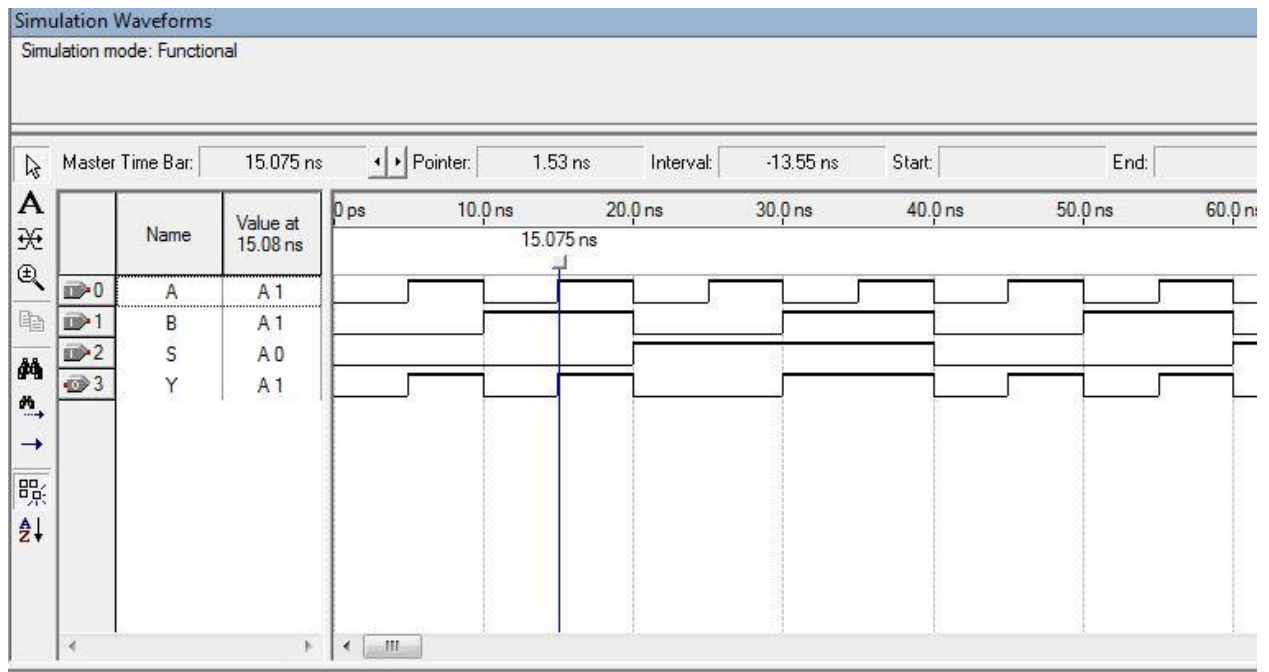 Simulation Waveforms
Simulation mode: Functional
Master Time Bar: 15.075 ns Pointer: 1.53 ns Interval: -13.55 ns Start: End:
Name Value at 15.08 ns
0 ps 10.0 ns 20.0 ns 30.0 ns 40.0 ns 50.0 ns 60.0 ns
15.075 ns
0 A A 1
1 B A 1
2 S A 0
3 Y A 1